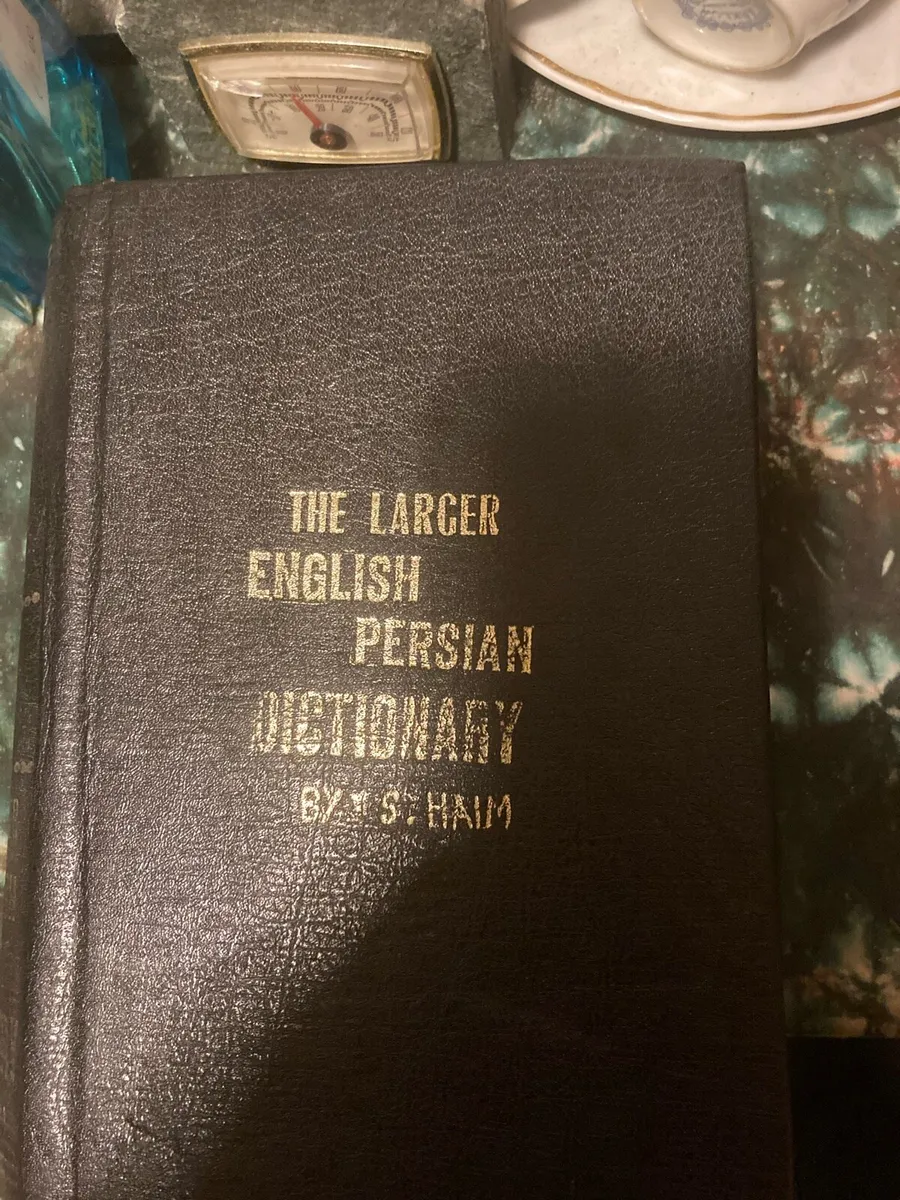 THE LARGER
ENGLISH
PERSIAN
DICTIONARY
BY S. HAIM